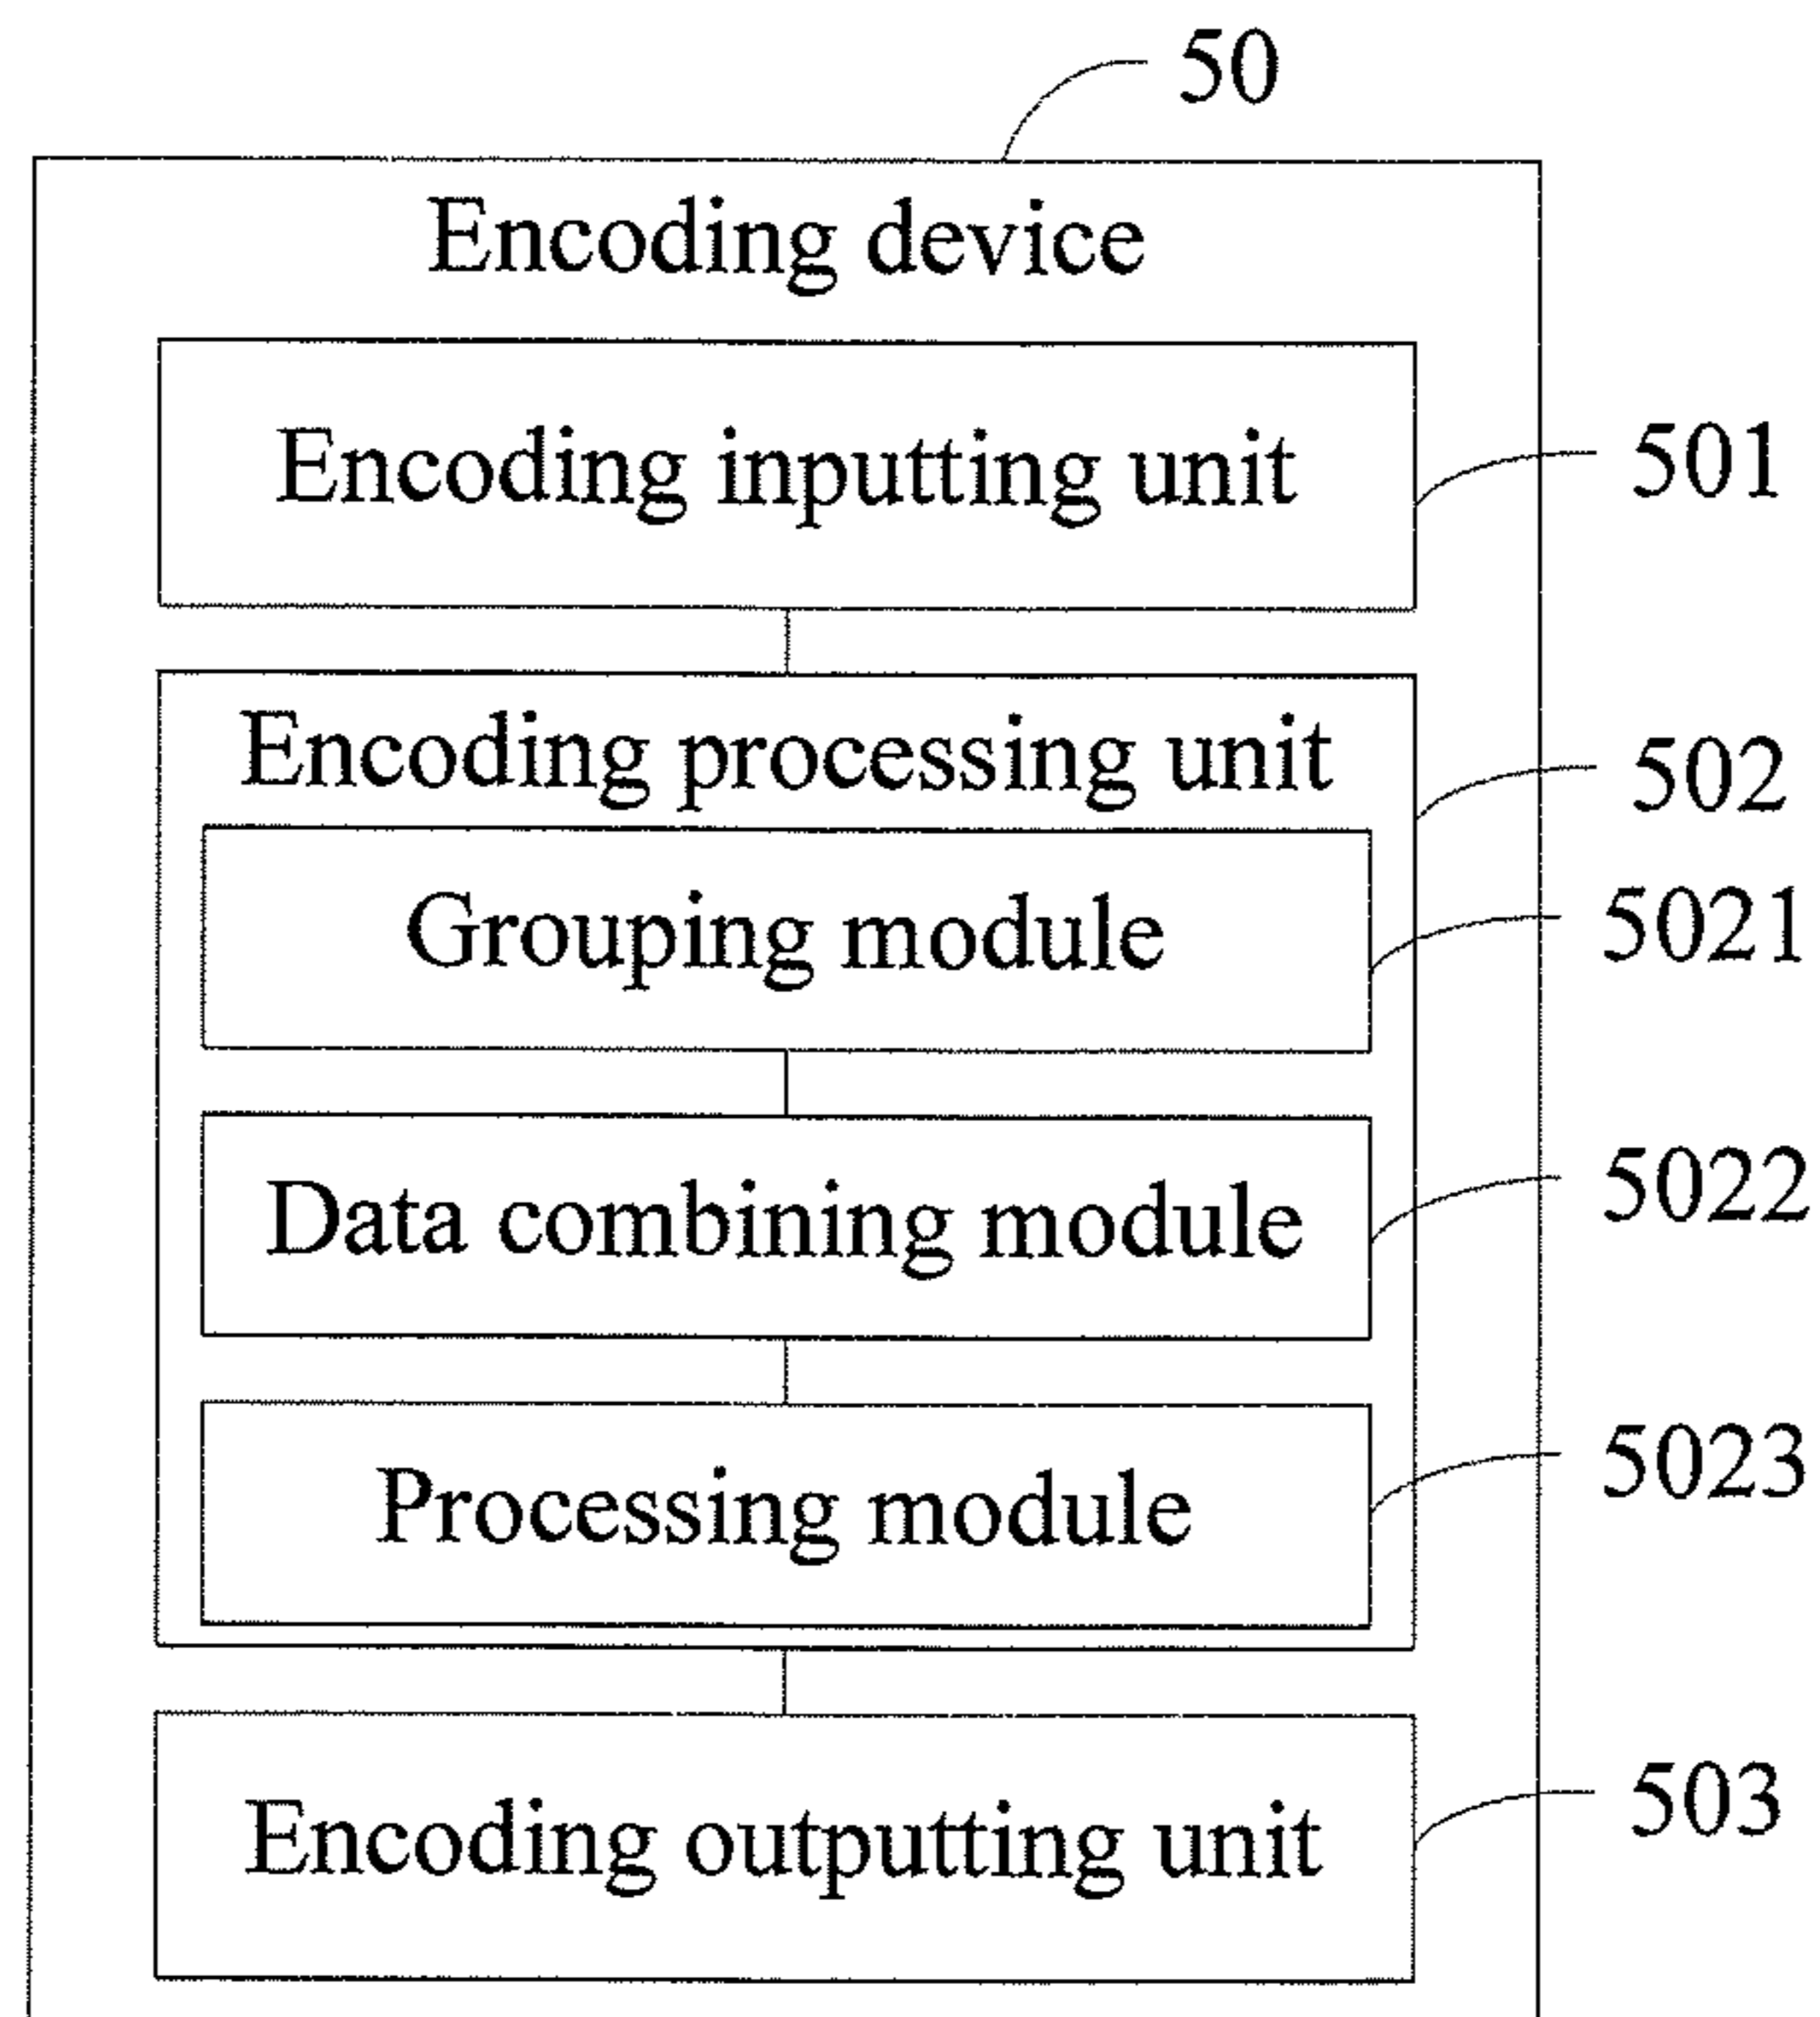 50
Encoding device
Encoding inputting unit
501
Encoding processing unit
502
Grouping module
5021
Data combining module
5022
Processing module
5023
Encoding outputting unit
503